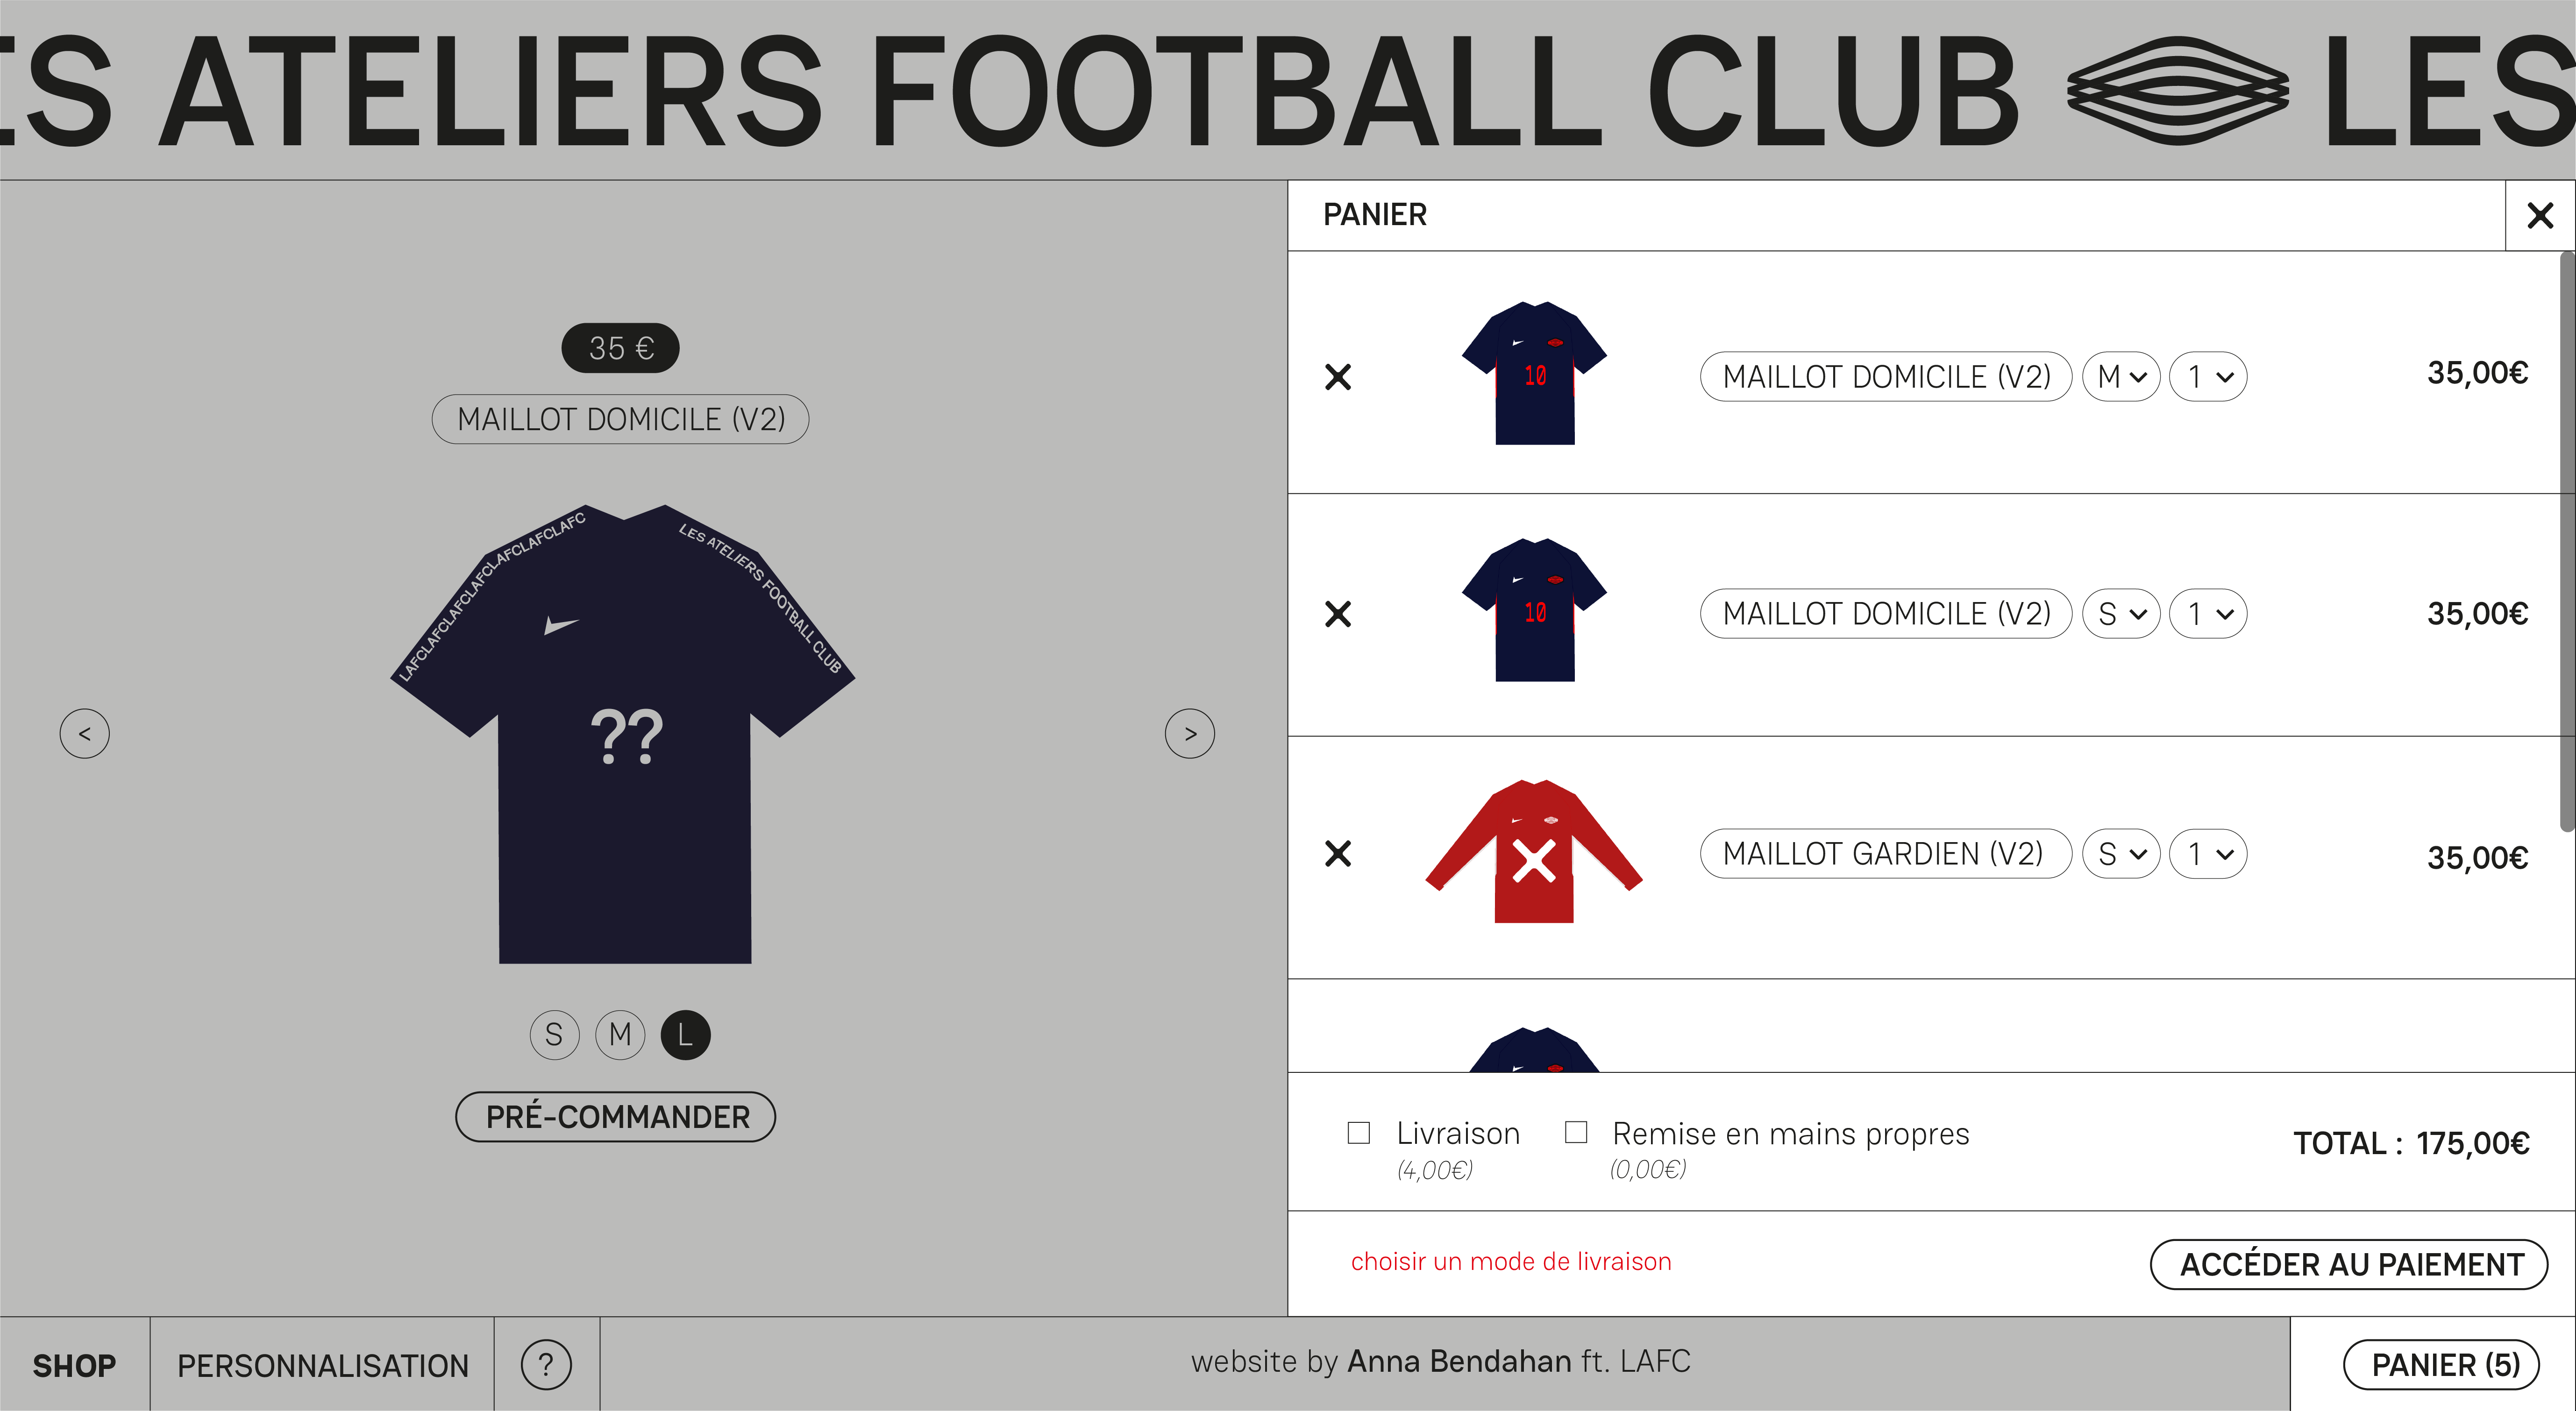 ES ATELIERS FOOTBALL CLUB LES
35 €
MAILLOT DOMICILE (V2)
LAFCLAFCLAFCLAFCLAFCLAFCLAFCLAFC
LES ATELIERS FOOTBALL CLUB
??
<
>
S M L
PRÉ-COMMANDER
PANIER
10
MAILLOT DOMICILE (V2) M 1 35,00€
10
MAILLOT DOMICILE (V2) S 1 35,00€
MAILLOT GARDIEN (V2) S 1 35,00€
Livraison
(4,00€)
Remise en mains propres
(0,00€)
TOTAL : 175,00€
choisir un mode de livraison
ACCÉDER AU PAIEMENT
SHOP
PERSONNALISATION
?
website by Anna Bendahan ft. LAFC
PANIER (5)